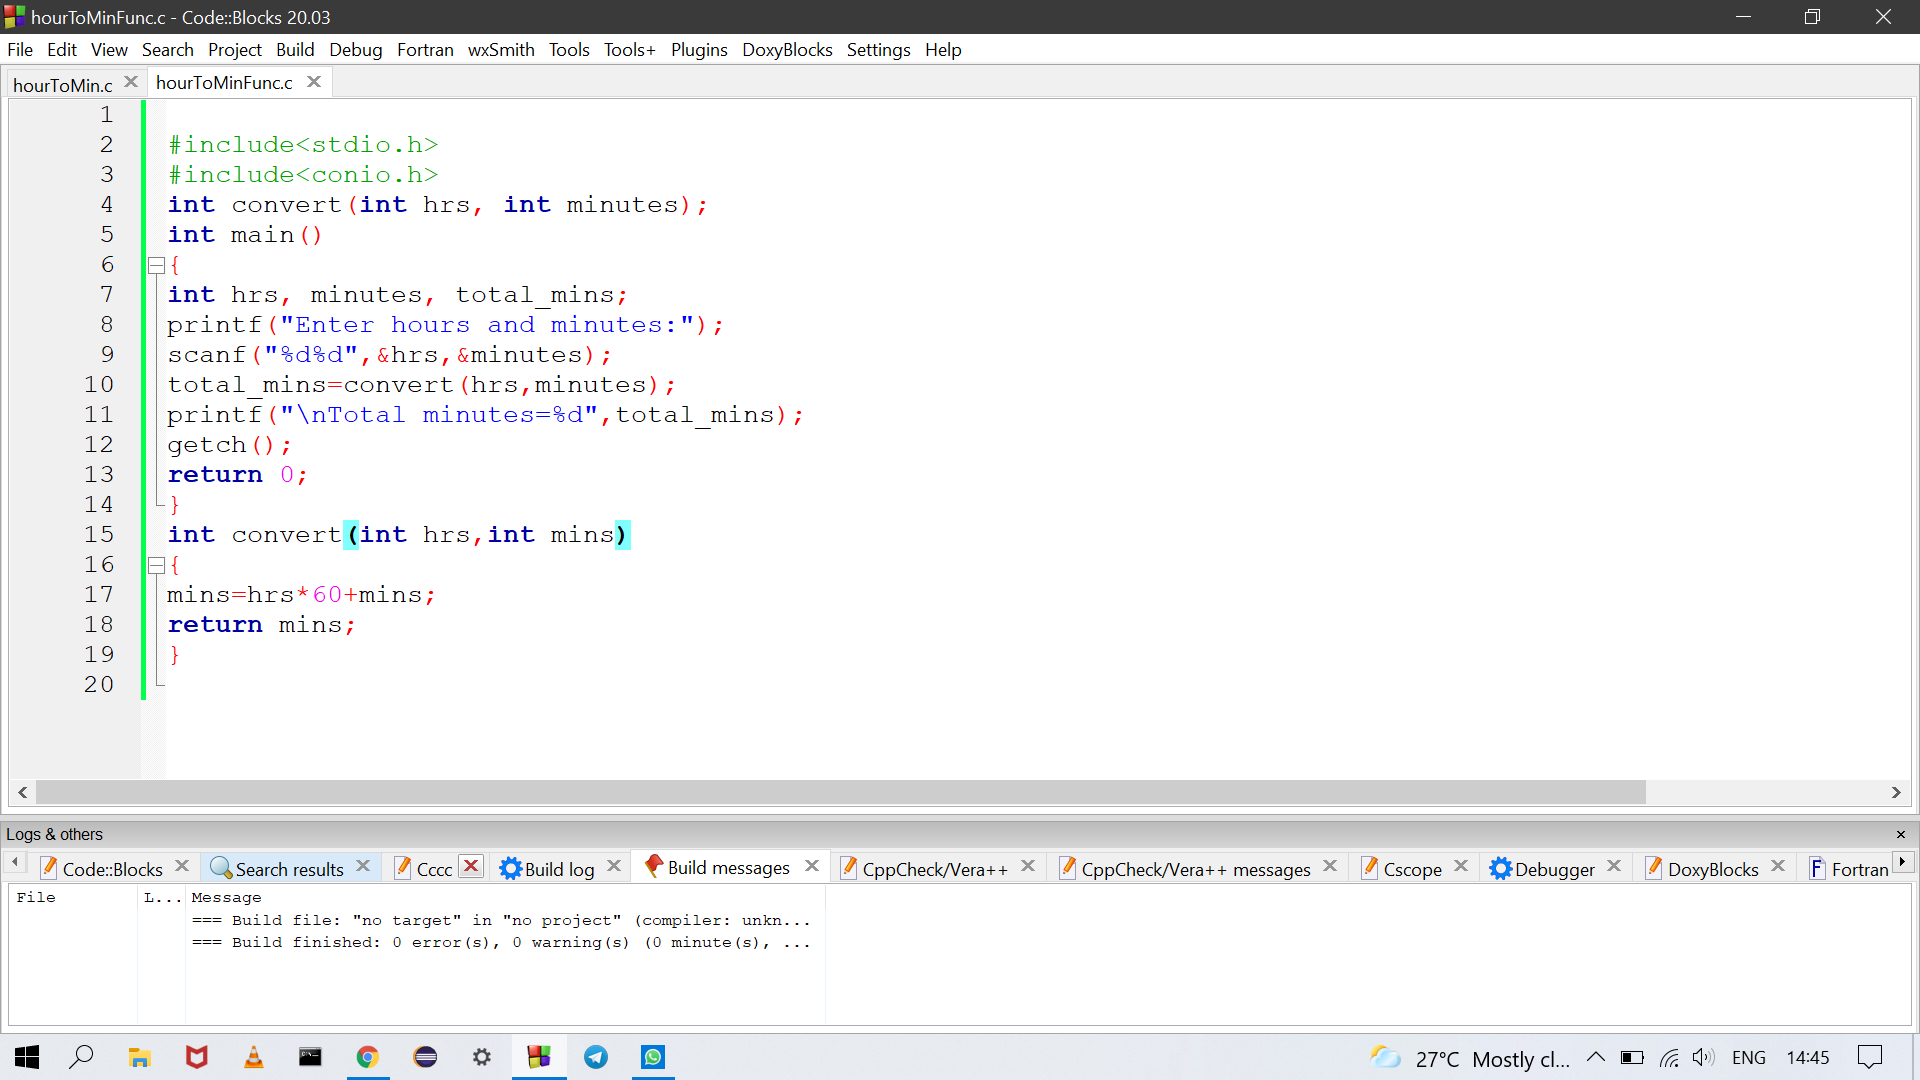 hourToMinFunc.c - Code::Blocks 20.03
File Edit View Search Project Build Debug Fortran wxSmith Tools Tools+ Plugins DoxyBlocks Settings Help
hourToMin.c hourToMinFunc.c
1
2 #include<stdio.h>
3 #include<conio.h>
4 int convert(int hrs, int minutes);
5 int main()
6 {
7 int hrs, minutes, total_mins;
8 printf("Enter hours and minutes:");
9 scanf("%d%d",&hrs,&minutes);
10 total_mins=convert(hrs,minutes);
11 printf("\nTotal minutes=%d",total_mins);
12 getch();
13 return 0;
14 }
15 int convert(int hrs,int mins)
16 {
17 mins=hrs*60+mins;
18 return mins;
19 }
20
Logs & others
Code::Blocks Search results Cccc Build log Build messages CppCheck/Vera++ CppCheck/Vera++ messages Cscope Debugger DoxyBlocks Fortran
File L... Message
=== Build file: "no target" in "no project" (compiler: unkn...
=== Build finished: 0 error(s), 0 warning(s) (0 minute(s), ...
27°C Mostly cl... ENG 14:45